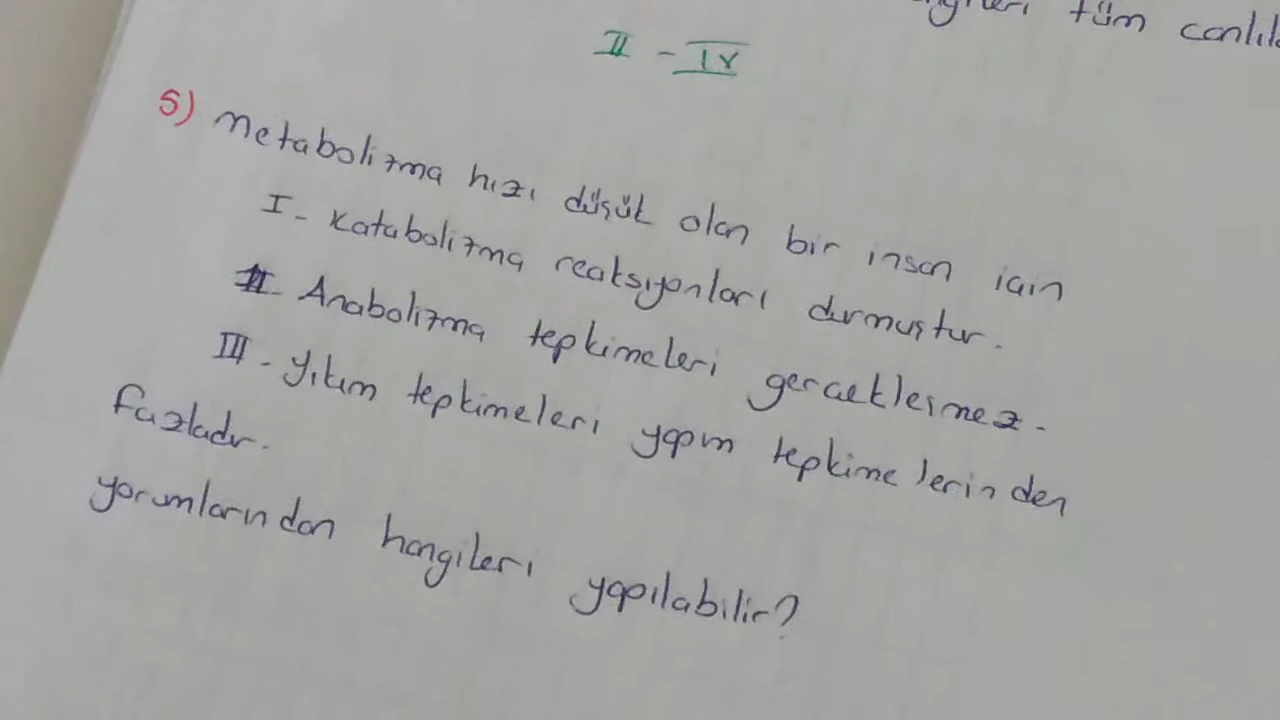 tüm
II - IV
5) Metabolizma hızı düşük olan bir insan için
I - Katabolizma reaksiyonları durmuştur.
II - Anabolizma tepkimeleri gerçekleşmez.
III - Yıkım tepkimeleri yapım tepkimelerinden
fazladır.
yorumlarından hangileri yapılabilir?